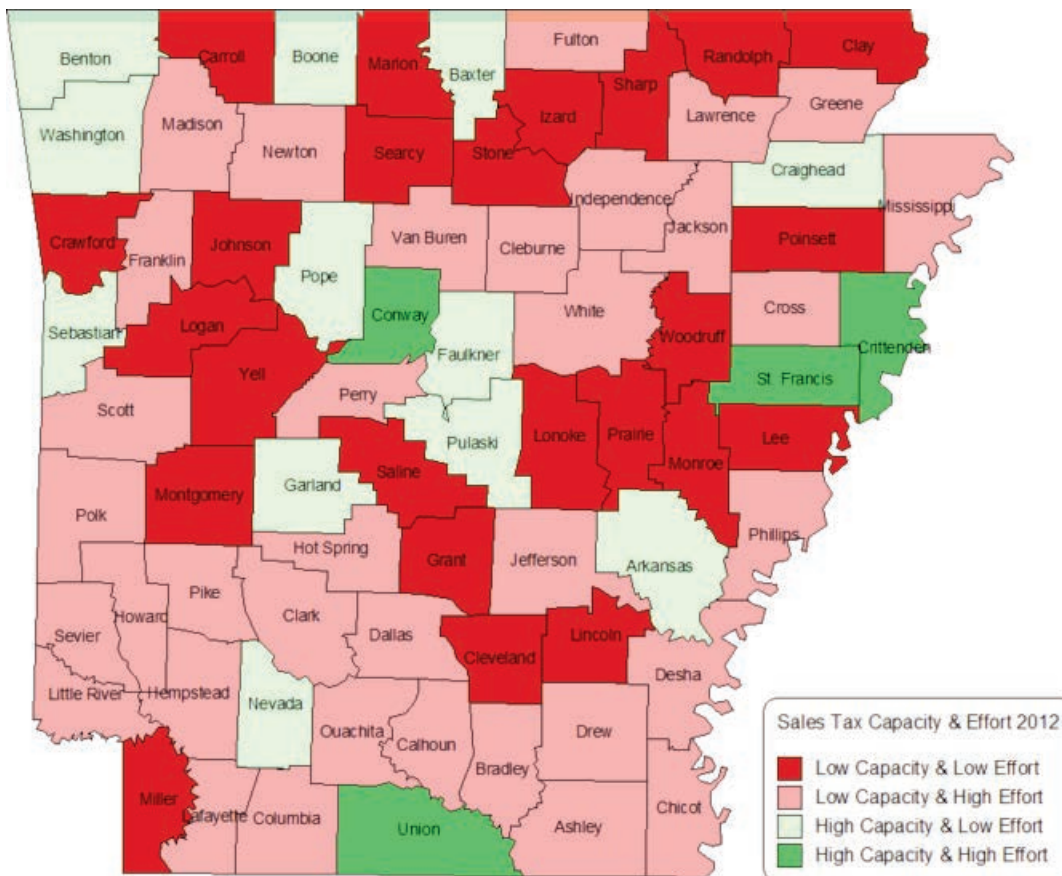 Benton
Carroll
Boone
Marion
Baxter
Fulton
Sharp
Randolph
Clay
Washington
Madison
Newton
Searcy
Stone
Izard
Lawrence
Greene
Craighead
Mississippi
Crawford
Franklin
Johnson
Pope
Van Buren
Cleburne
Independence
Jackson
Poinsett
Sebastian
Logan
Conway
Faulkner
White
Woodruff
Cross
Crittenden
Scott
Yell
Perry
Pulaski
Lonoke
Prairie
Monroe
St. Francis
Lee
Polk
Montgomery
Garland
Saline
Hot Spring
Grant
Jefferson
Arkansas
Phillips
Sevier
Howard
Pike
Clark
Dallas
Cleveland
Lincoln
Desha
Little River
Hempstead
Nevada
Ouachita
Calhoun
Bradley
Drew
Miller
Lafayette
Columbia
Union
Ashley
Chicot
Sales Tax Capacity & Effort 2012
Low Capacity & Low Effort
Low Capacity & High Effort
High Capacity & Low Effort
High Capacity & High Effort